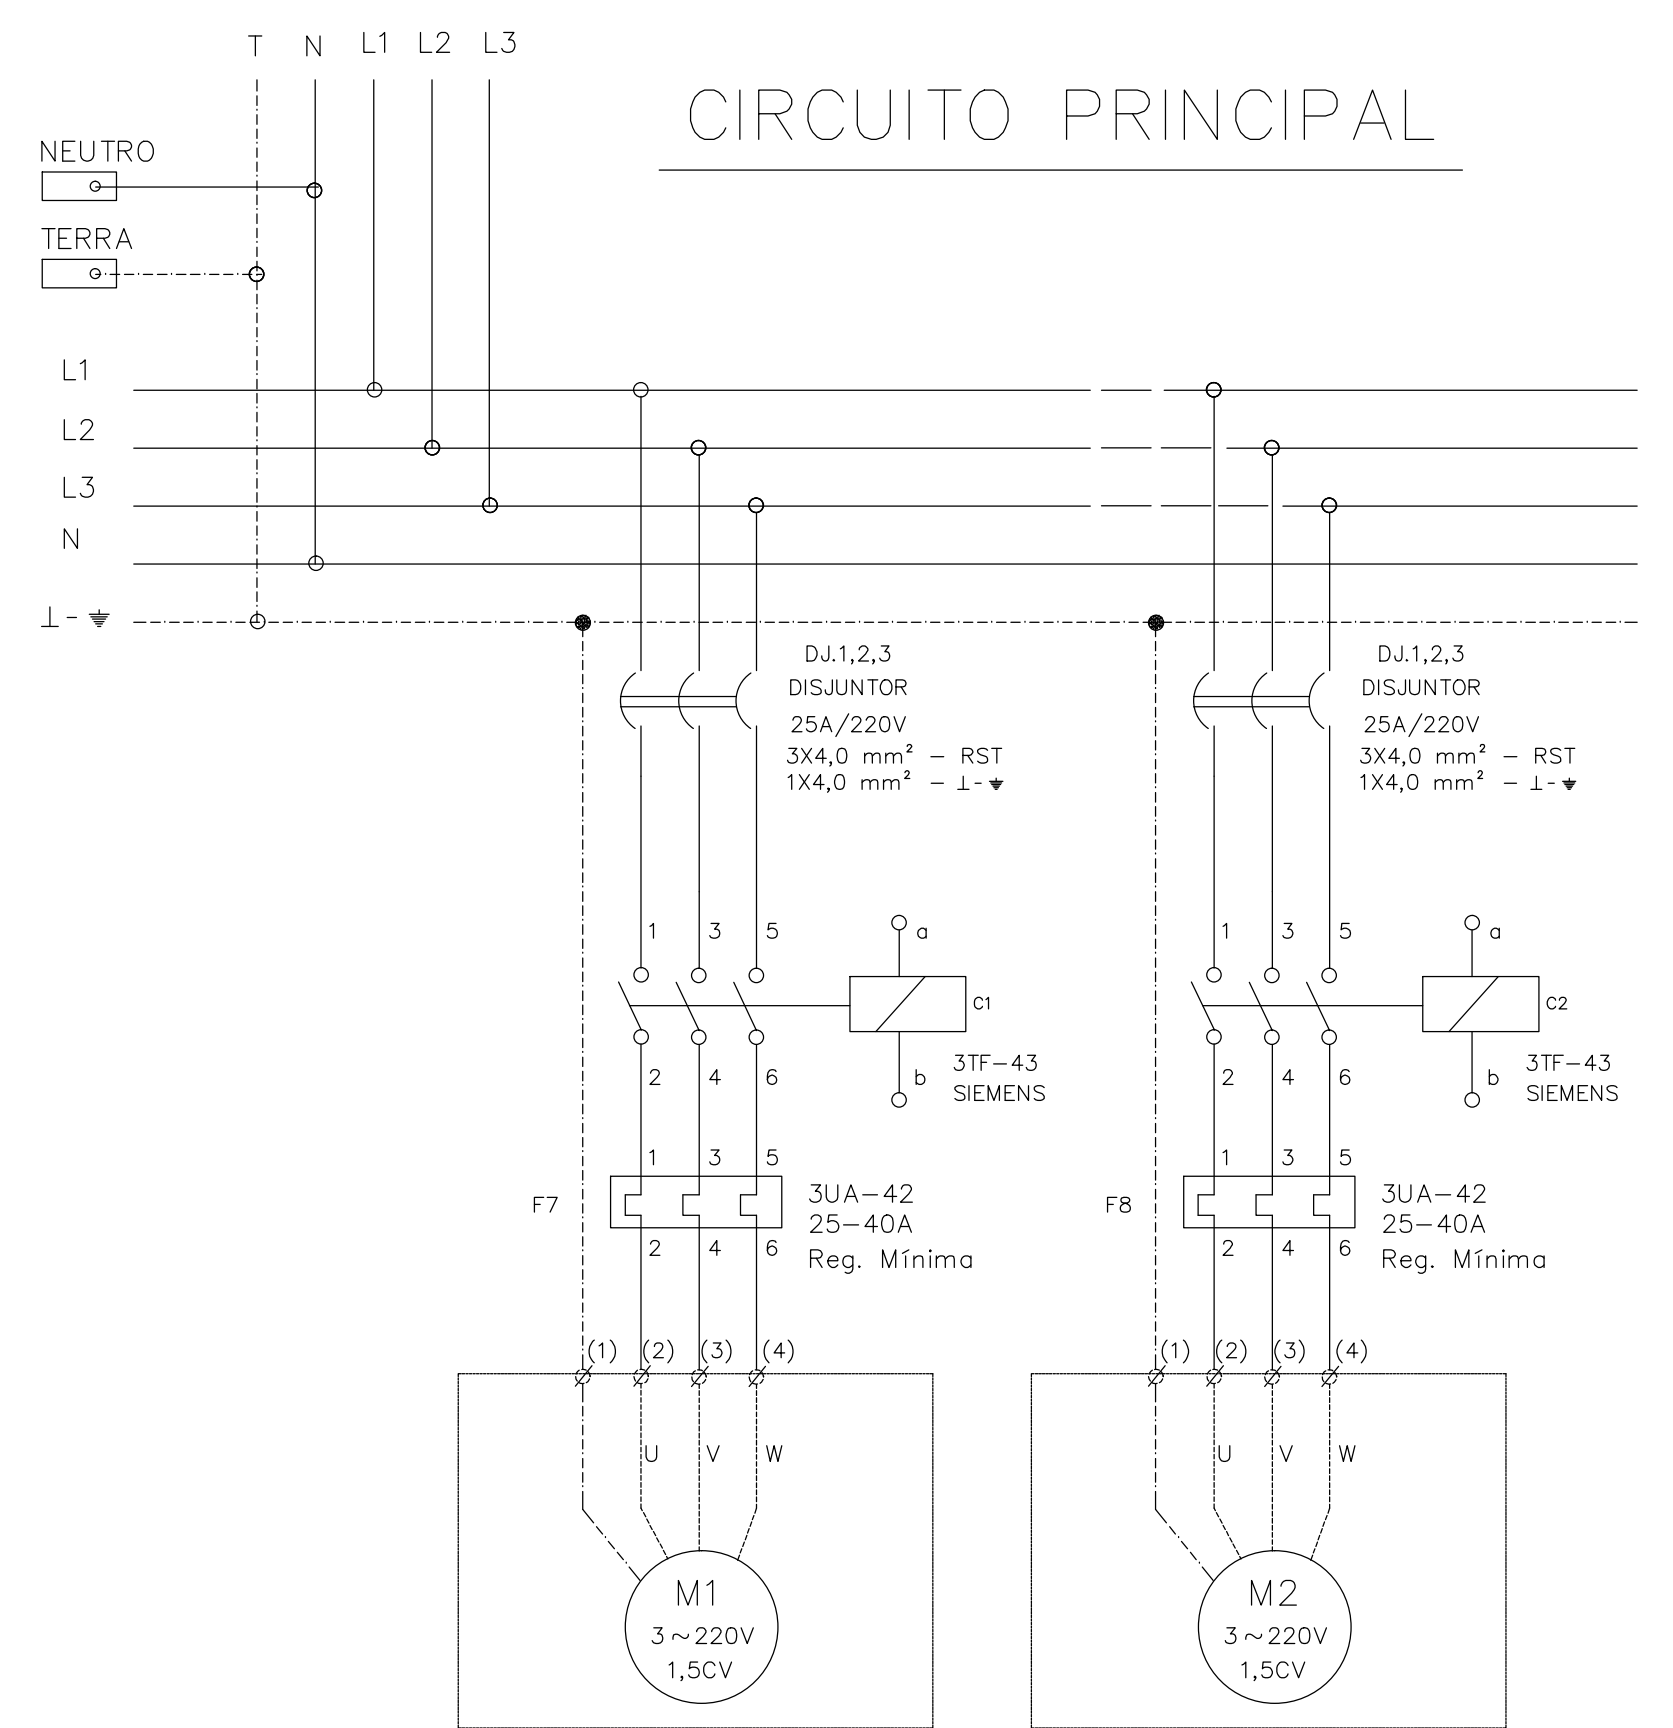 T N L1 L2 L3
CIRCUITO PRINCIPAL
NEUTRO
TERRA
L1
L2
L3
N
⊥-⏚
DJ.1,2,3
DISJUNTOR
25A/220V
3X4,0 mm² – RST
1X4,0 mm² – ⊥-⏚
DJ.1,2,3
DISJUNTOR
25A/220V
3X4,0 mm² – RST
1X4,0 mm² – ⊥-⏚
1 3 5 a
C1
2 4 6 b
3TF–43
SIEMENS
1 3 5 a
C2
2 4 6 b
3TF–43
SIEMENS
1 3 5
F7
2 4 6
3UA–42
25–40A
Reg. Mínima
1 3 5
F8
2 4 6
3UA–42
25–40A
Reg. Mínima
(1) (2) (3) (4)
U V W
M1
3~220V
1,5CV
(1) (2) (3) (4)
U V W
M2
3~220V
1,5CV